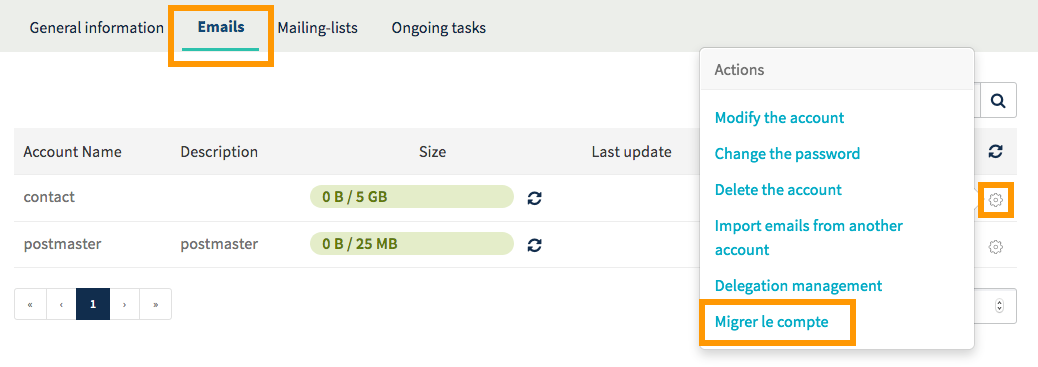 General information Emails Mailing-lists Ongoing tasks
Actions
Modify the account
Change the password
Delete the account
Import emails from another
account
Delegation management
Migrer le compte
Account Name Description Size Last update
contact 0 B / 5 GB
postmaster postmaster 0 B / 25 MB
« ‹ 1 › »